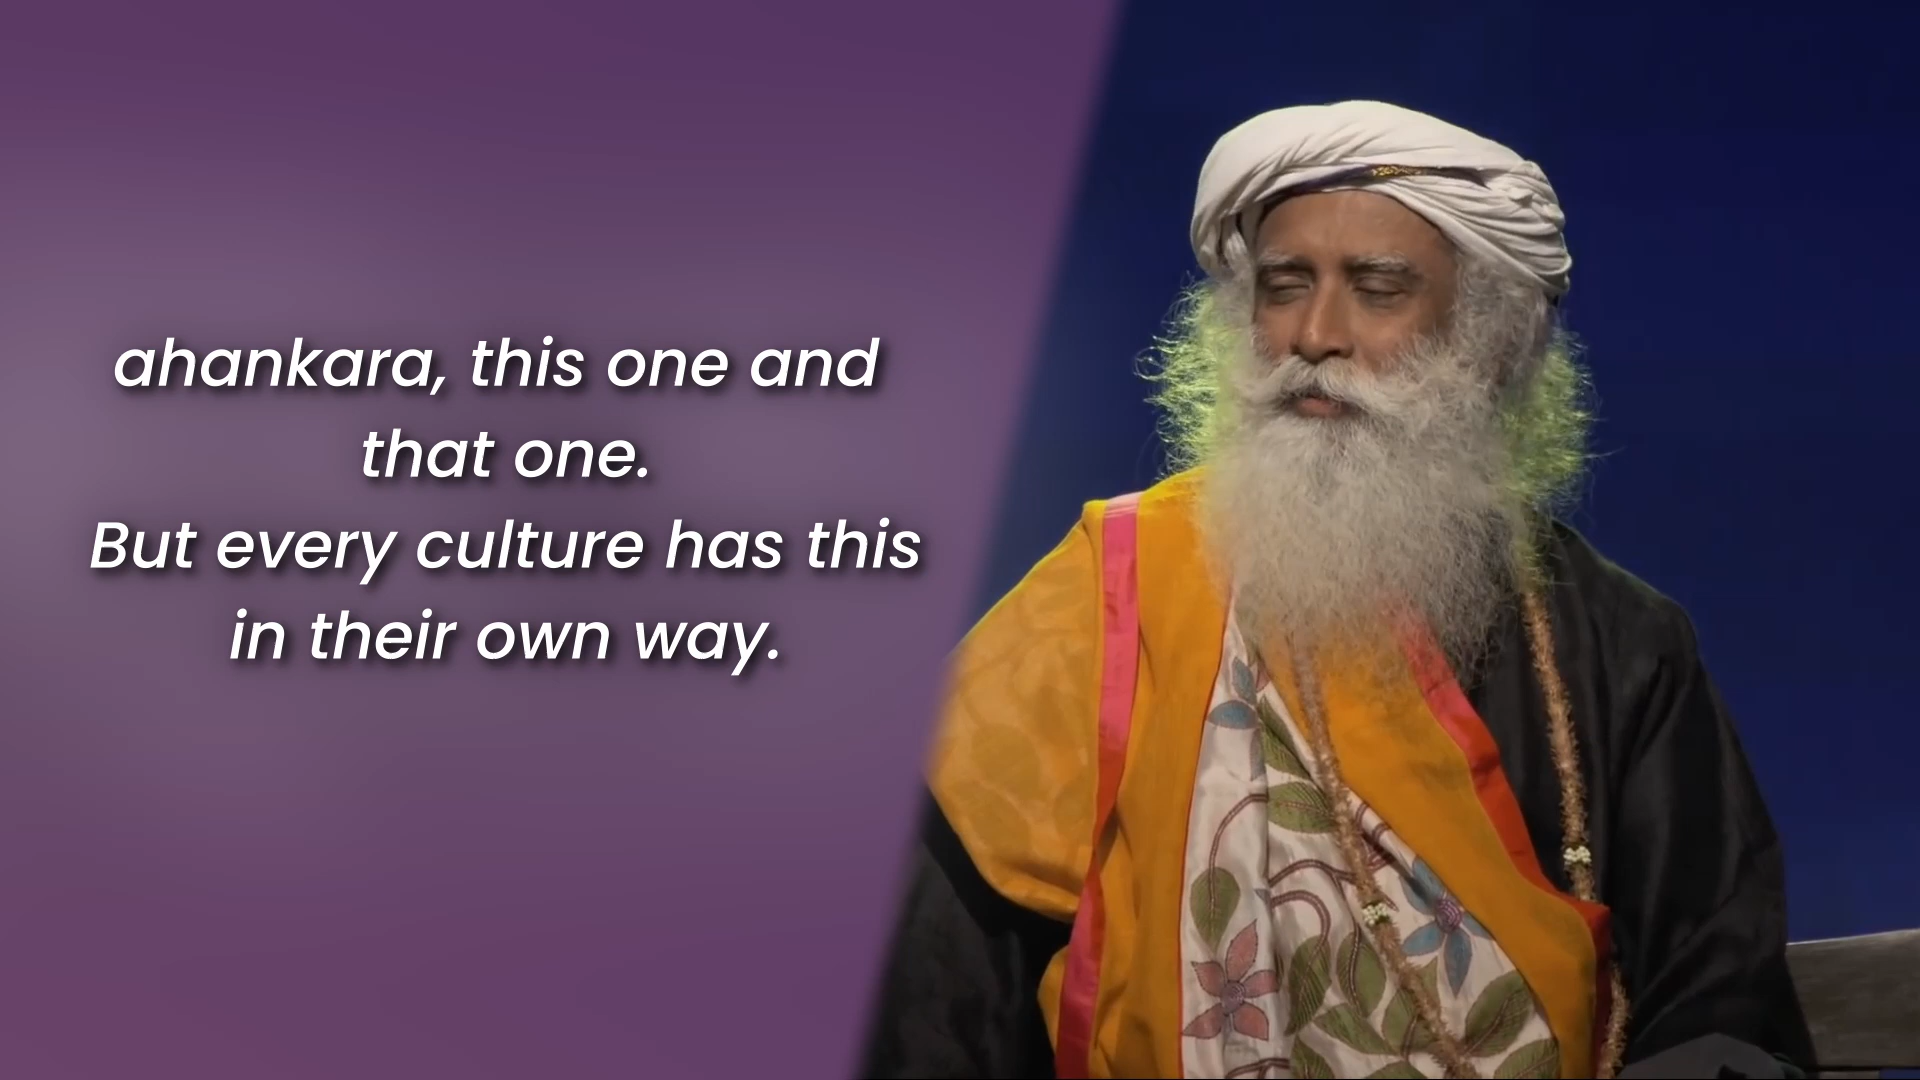 ahankara, this one and
that one.
But every culture has this
in their own way.